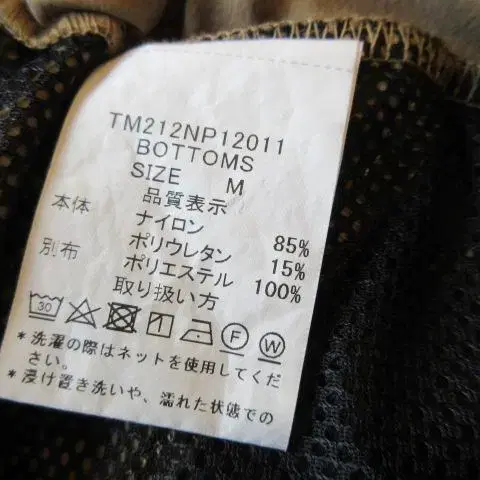 TM212NP12011
BOTTOMS
SIZE M
品質表示
本体 ナイロン 85%
ポリウレタン 15%
別布 ポリエステル 100%
取り扱い方
30 F W
*洗濯の際はネットを使用してくだ
さい。
*浸け置き洗いや、濡れた状態での